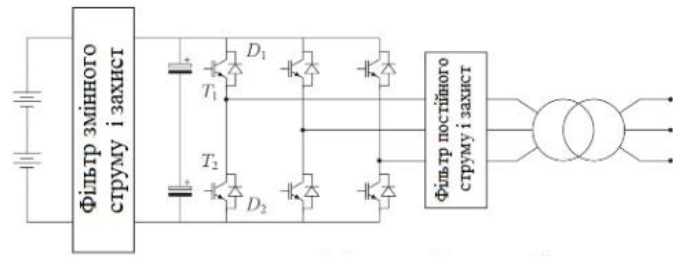 Фільтр змінного
струму і захист
D1
T1
T2
D2
Фільтр постійного
струму і захист